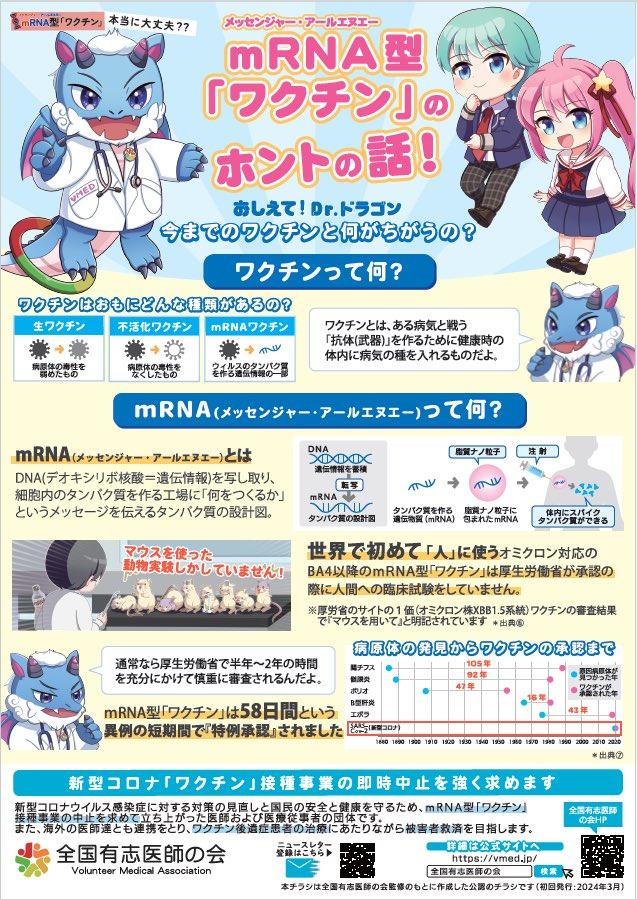 メッセンジャー・アールエヌエー
mRNA型「ワクチン」
本当に大丈夫??
メッセンジャー・アールエヌエー
mRNA型
「ワクチン」の
ホントの話!
VMED
おしえて!Dr.ドラゴン
今までのワクチンと何がちがうの?
ワクチンって何?
ワクチンはおもにどんな種類があるの?
生ワクチン
病原体の毒性を
弱めたもの
不活化ワクチン
病原体の毒性を
なくしたもの
mRNAワクチン
ウィルスのタンパク質
を作る遺伝情報の一部
ワクチンとは、ある病気と戦う
「抗体(武器)」を作るために健康時の
体内に病気の種を入れるものだよ。
mRNA(メッセンジャー・アールエヌエー)って何?
mRNA(メッセンジャー・アールエヌエー)とは
DNA(デオキシリボ核酸=遺伝情報)を写し取り、
細胞内のタンパク質を作る工場に「何をつくるか」
というメッセージを伝えるタンパク質の設計図。
DNA
遺伝情報を蓄積
転写
mRNA
タンパク質の設計図
タンパク質を作る
遺伝物質(mRNA)
脂質ナノ粒子
脂質ナノ粒子に
包まれたmRNA
注射
体内にスパイク
タンパク質ができる
マウスを使った
動物実験しかしていません!
世界で初めて「人」に使うオミクロン対応の
BA4以降のmRNA型「ワクチン」は厚生労働省が承認の
際に人間への臨床試験をしていません。
※厚労省のサイトの1価(オミクロン株XBB1.5系統)ワクチンの審査結果
で『マウスを用いて』と明記されています *出典⑥
通常なら厚生労働省で半年〜2年の時間
を充分にかけて慎重に審査されるんだよ。
mRNA型「ワクチン」は58日間という
異例の短期間で『特例承認』されました
病原体の発見からワクチンの承認まで
腸チフス
105年
髄膜炎
92年
ポリオ
47年
B型肝炎
16年
エボラ
43年
SARS-
CoV-2(新型コロナ)
原因病原体が
見つかった年
ワクチンが
承認された年
1880 1890 1900 1910 1920 1930 1940 1950 1960 1970 1980 1990 2000 2010 2020
*出典⑦
新型コロナ「ワクチン」接種事業の即時中止を強く求めます
新型コロナウイルス感染症に対する対策の見直しと国民の安全と健康を守るため、mRNA型「ワクチン」
接種事業の中止を求めて立ち上がった医師および医療従事者の団体です。
また、海外の医師達とも連携をとり、ワクチン後遺症患者の治療にあたりながら被害者救済を目指します。
全国有志医師
の会HP
全国有志医師の会
Volunteer Medical Association
ニュースレター
登録はこちら▶
詳細は公式サイトへ
https://vmed.jp/
全国有志医師の会
検索
本チラシは全国有志医師の会監修のもとに作成した公認のチラシです(初回発行:2024年3月)